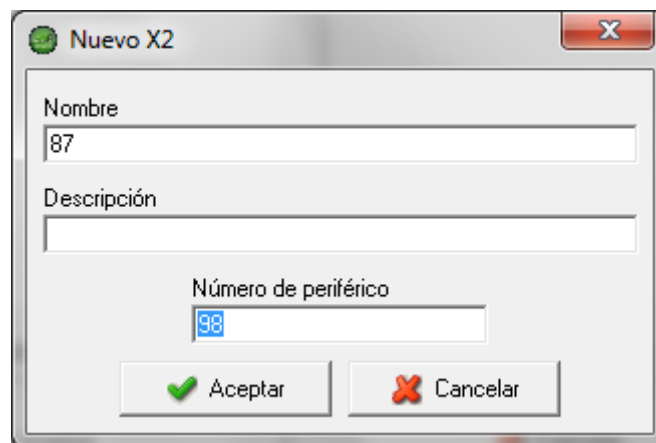 Nuevo X2
Nombre
87
Descripción
Número de periférico
98
Aceptar Cancelar